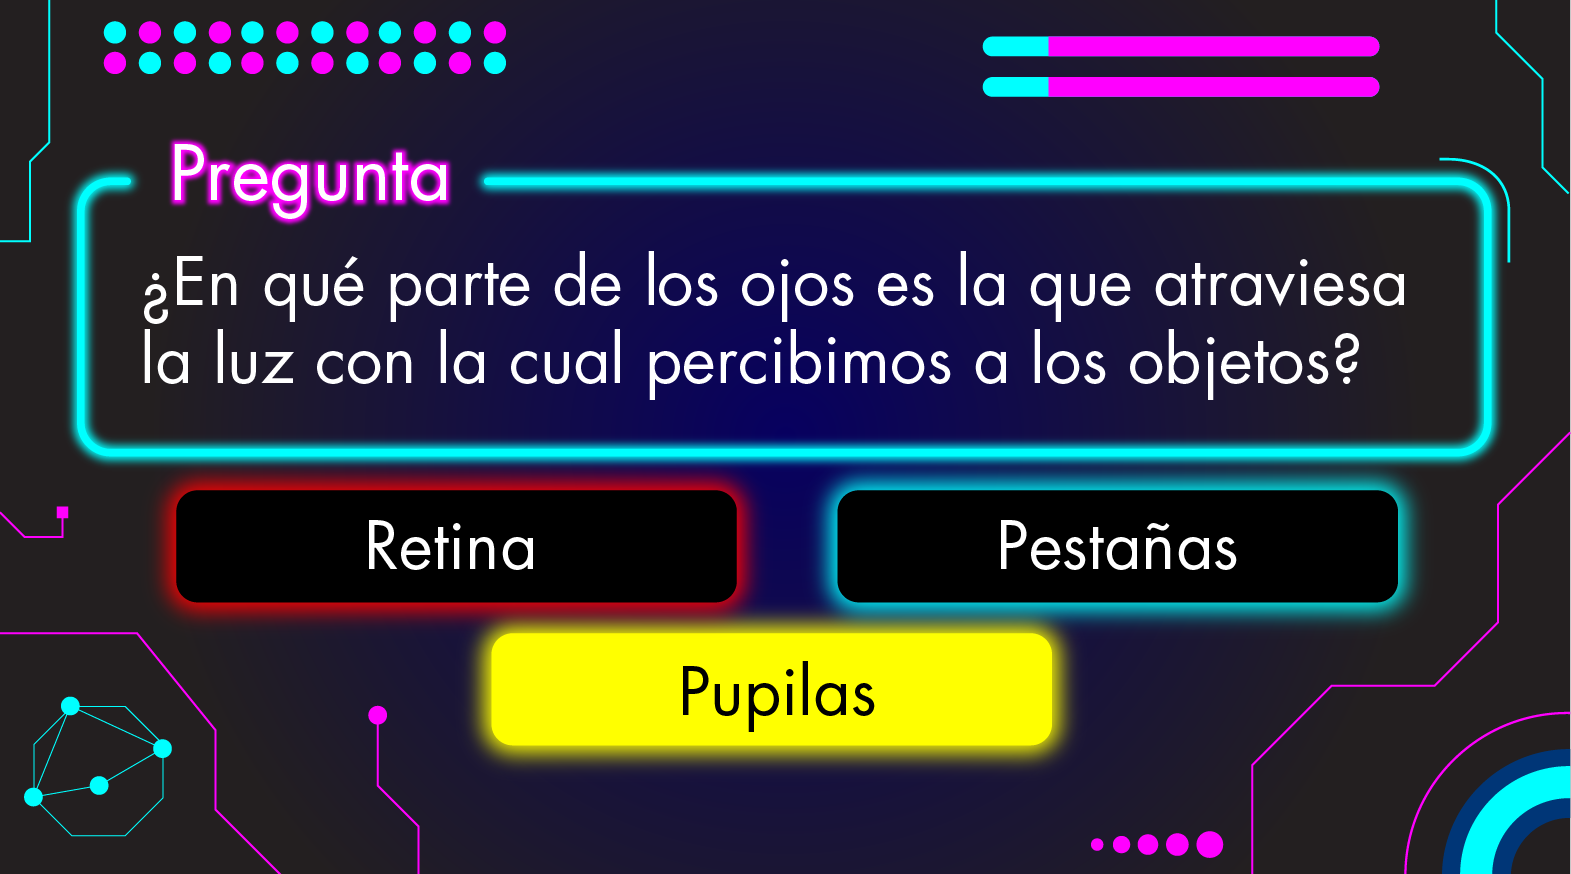 Pregunta
¿En qué parte de los ojos es la que atraviesa
la luz con la cual percibimos a los objetos?
Retina
Pestañas
Pupilas